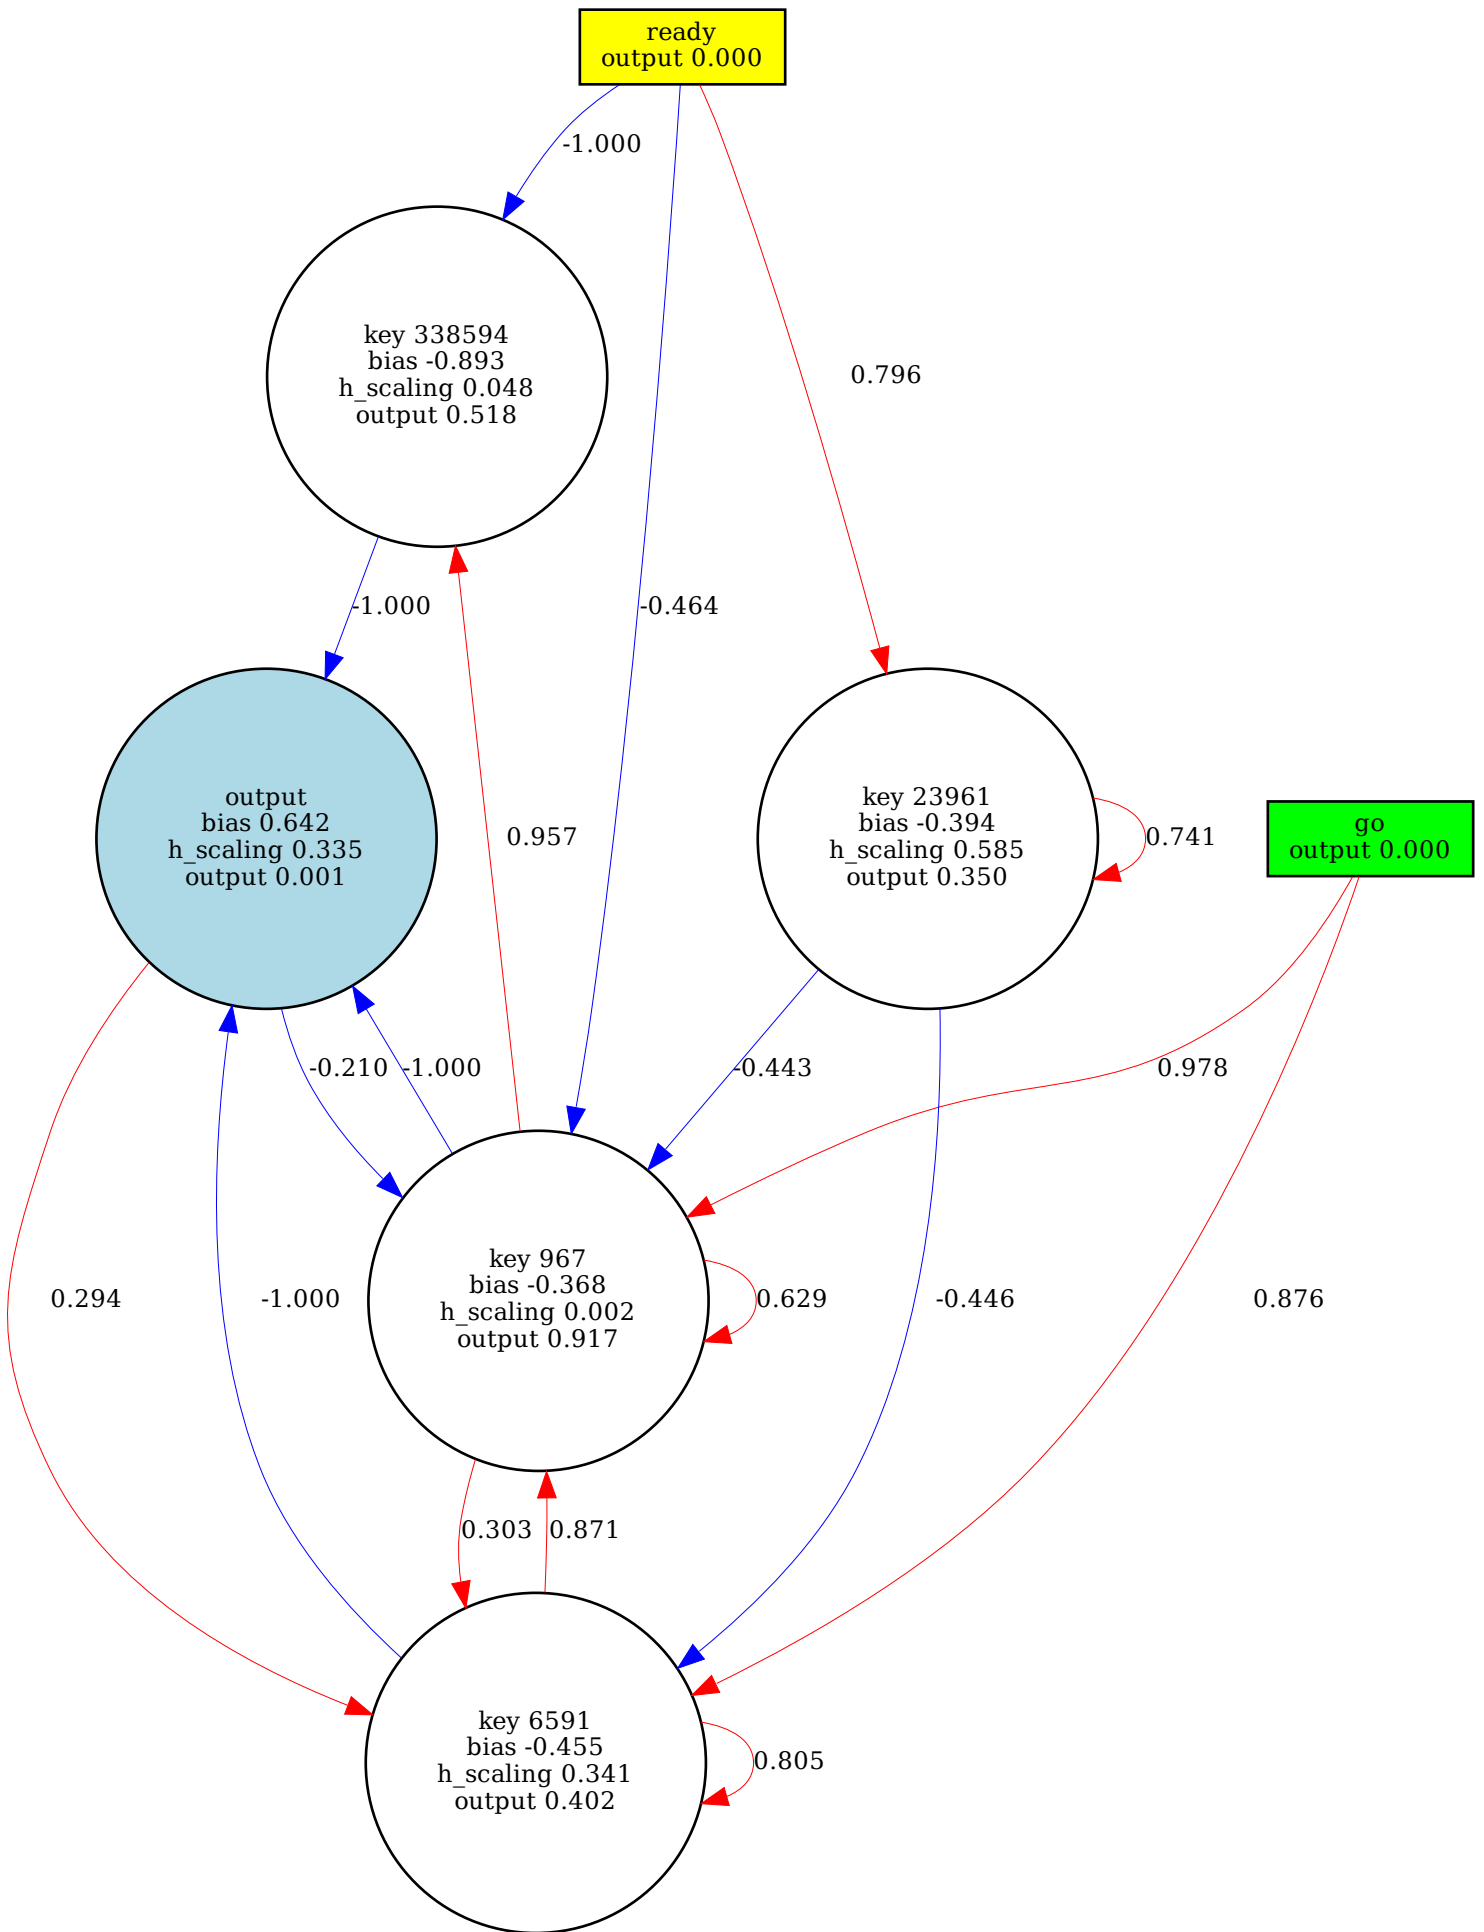 ready
output 0.000
-1.000
key 338594
bias -0.893
h_scaling 0.048
output 0.518
0.796
-1.000
-0.464
output
bias 0.642
h_scaling 0.335
output 0.001
0.957
key 23961
bias -0.394
h_scaling 0.585
output 0.350
0.741
go
output 0.000
-0.210
-1.000
-0.443
0.978
0.294
-1.000
key 967
bias -0.368
h_scaling 0.002
output 0.917
0.629
-0.446
0.876
0.303
0.871
key 6591
bias -0.455
h_scaling 0.341
output 0.402
0.805